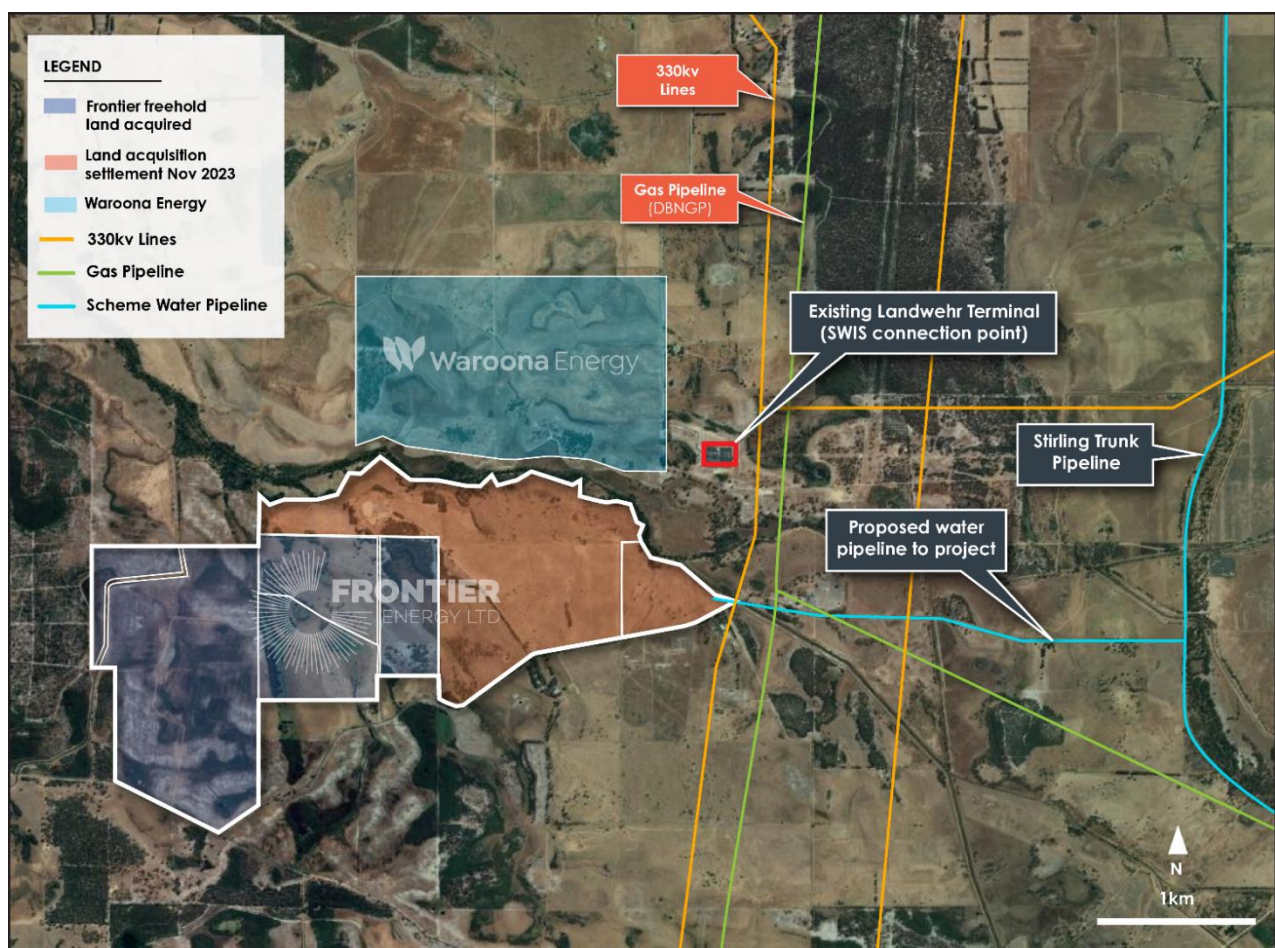 LEGEND
Frontier freehold
land acquired
Land acquisition
settlement Nov 2023
Waroona Energy
330kv Lines
Gas Pipeline
Scheme Water Pipeline
330kv
Lines
Gas Pipeline
(DBNGP)
Existing Landwehr Terminal
(SWIS connection point)
Waroona Energy
Stirling Trunk
Pipeline
Proposed water
pipeline to project
FRONTIER
ENERGY LTD
N
1km